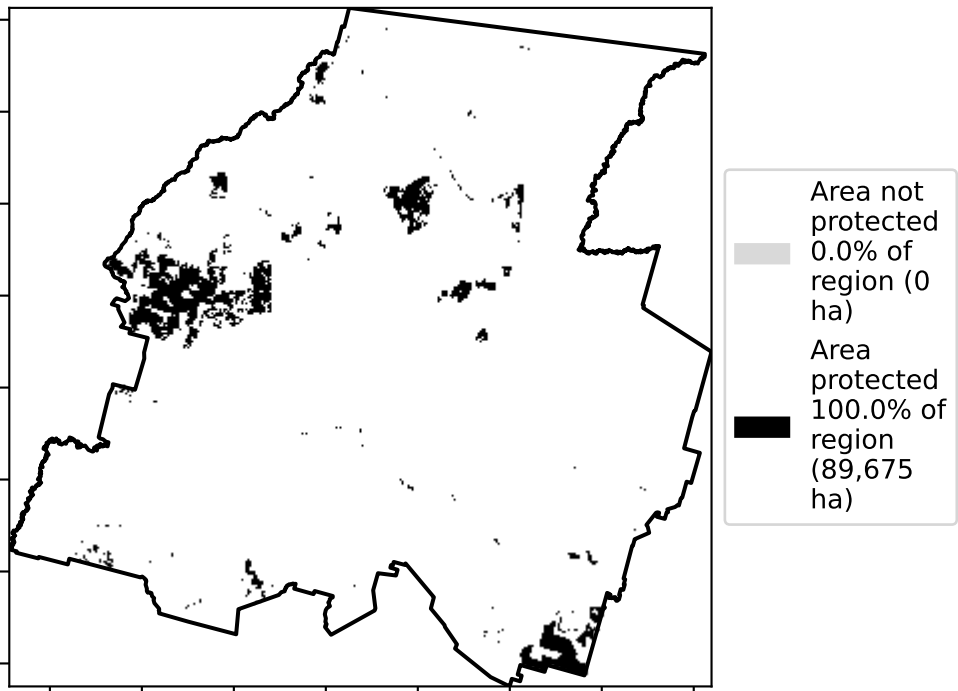 Area not
protected
0.0% of
region (0
ha)
Area
protected
100.0% of
region
(89,675
ha)